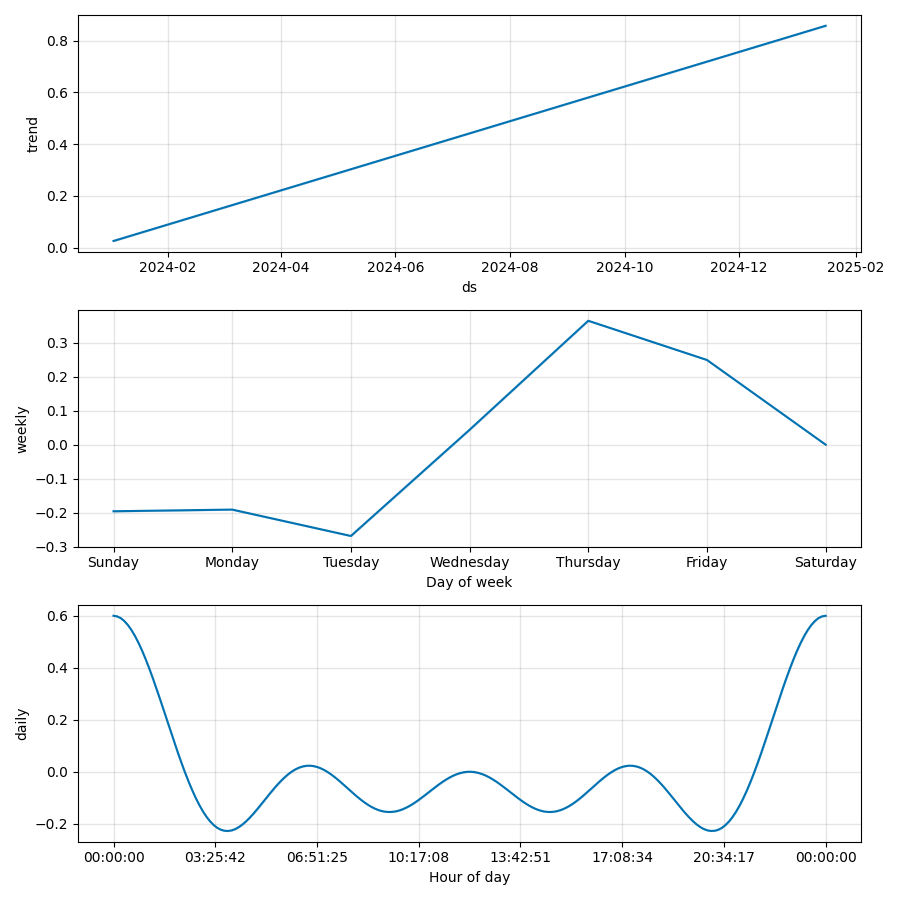 trend
0.8
0.6
0.4
0.2
0.0
2024-02 2024-04 2024-06 2024-08 2024-10 2024-12 2025-02
ds
weekly
0.3
0.2
0.1
0.0
−0.1
−0.2
−0.3
Sunday Monday Tuesday Wednesday Thursday Friday Saturday
Day of week
daily
0.6
0.4
0.2
0.0
−0.2
00:00:00 03:25:42 06:51:25 10:17:08 13:42:51 17:08:34 20:34:17 00:00:00
Hour of day